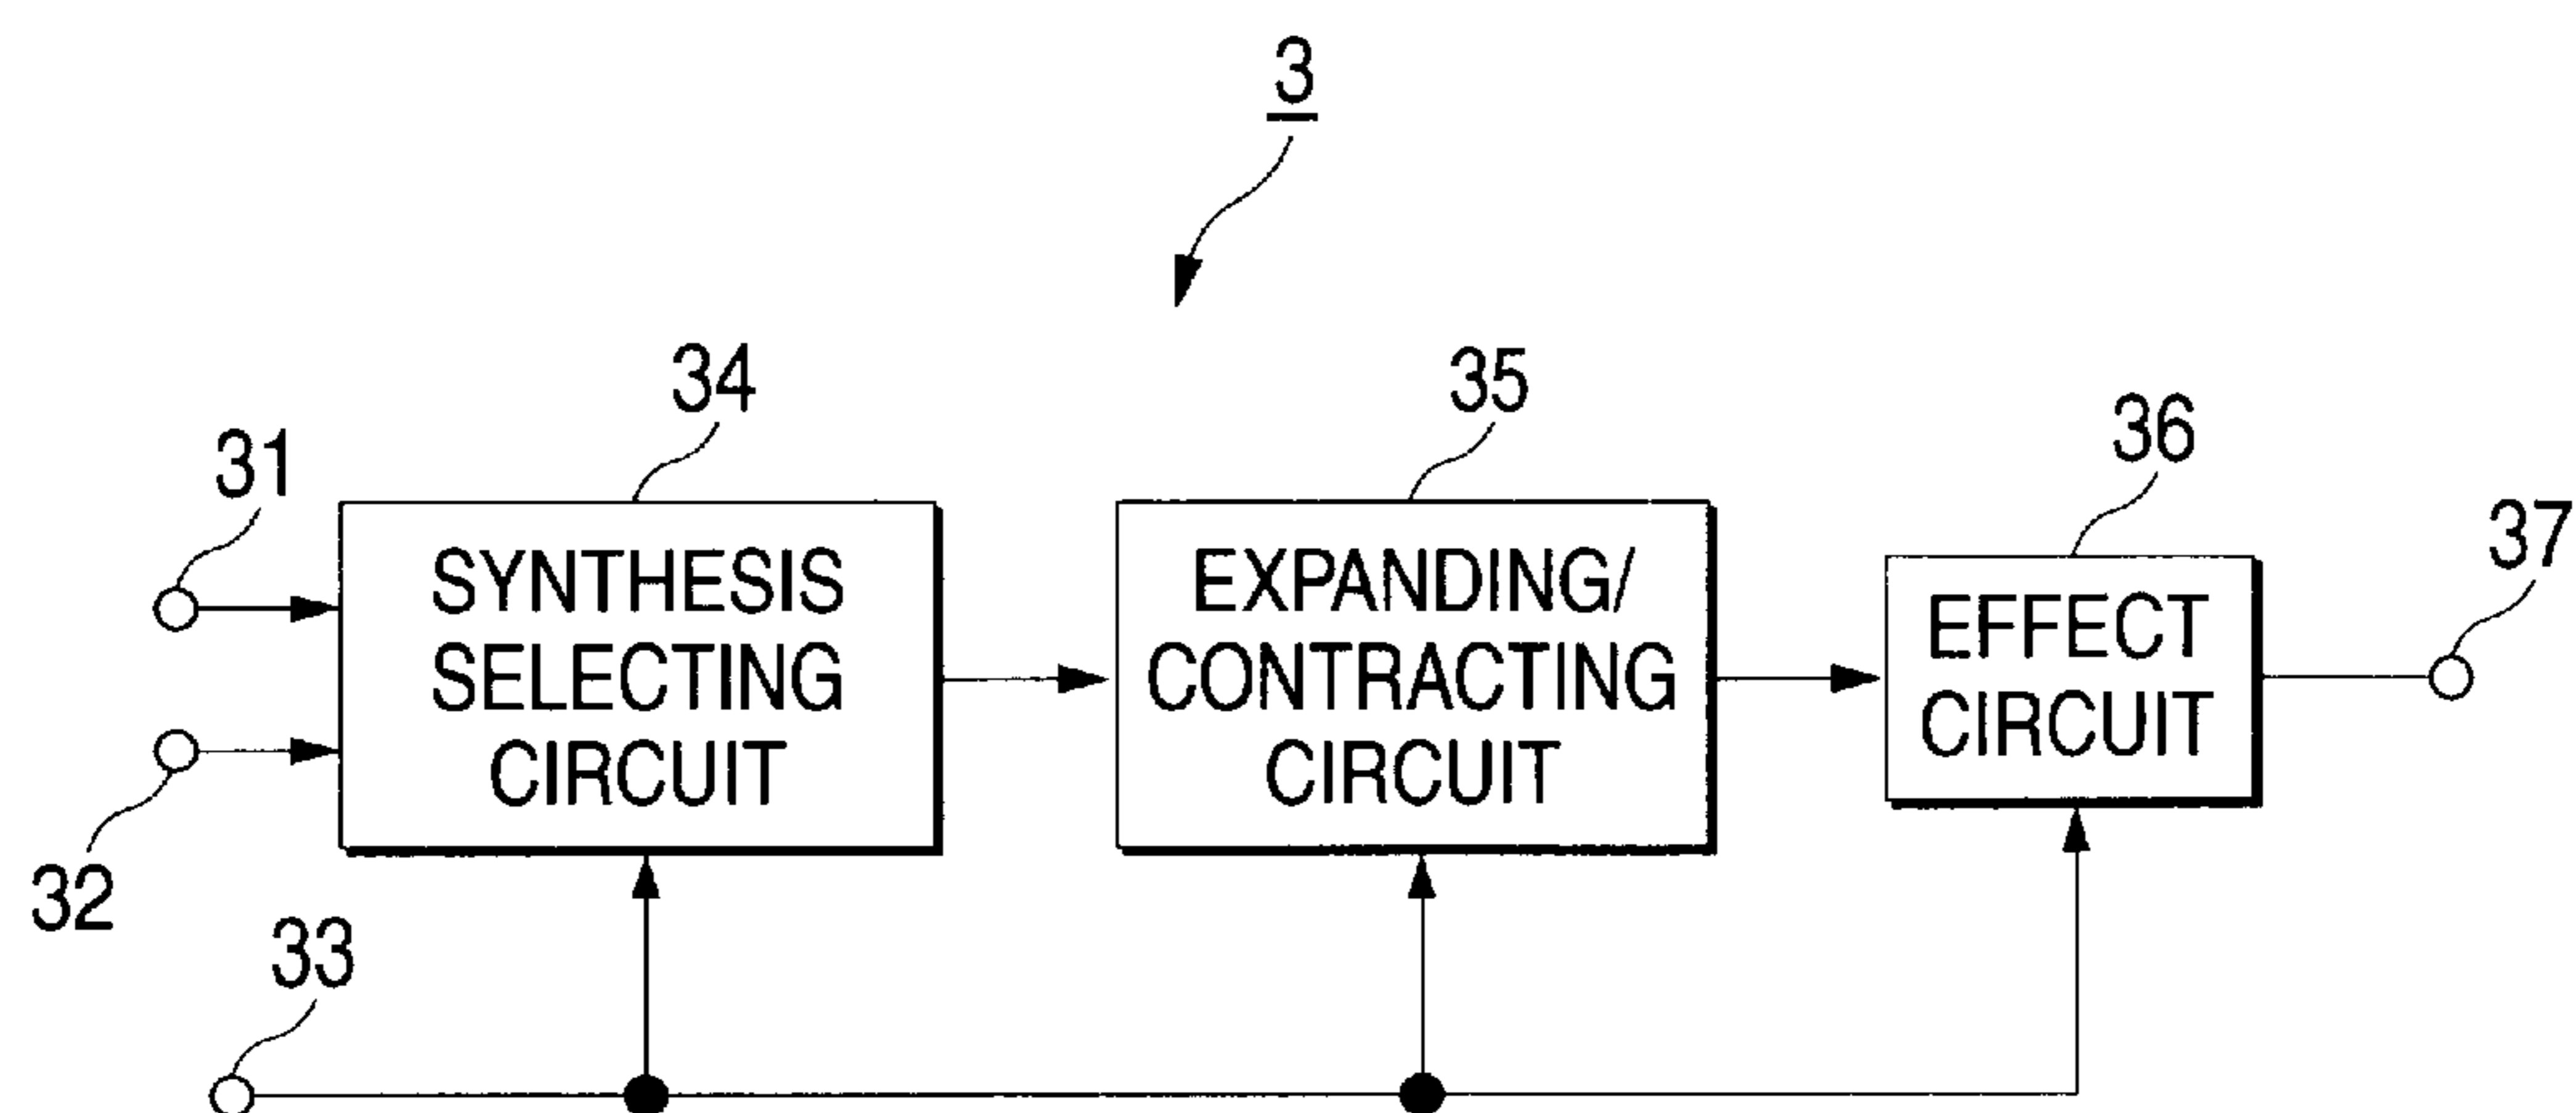 3
34
35
36
31
37
SYNTHESIS
SELECTING
CIRCUIT
EXPANDING/
CONTRACTING
CIRCUIT
EFFECT
CIRCUIT
32
33